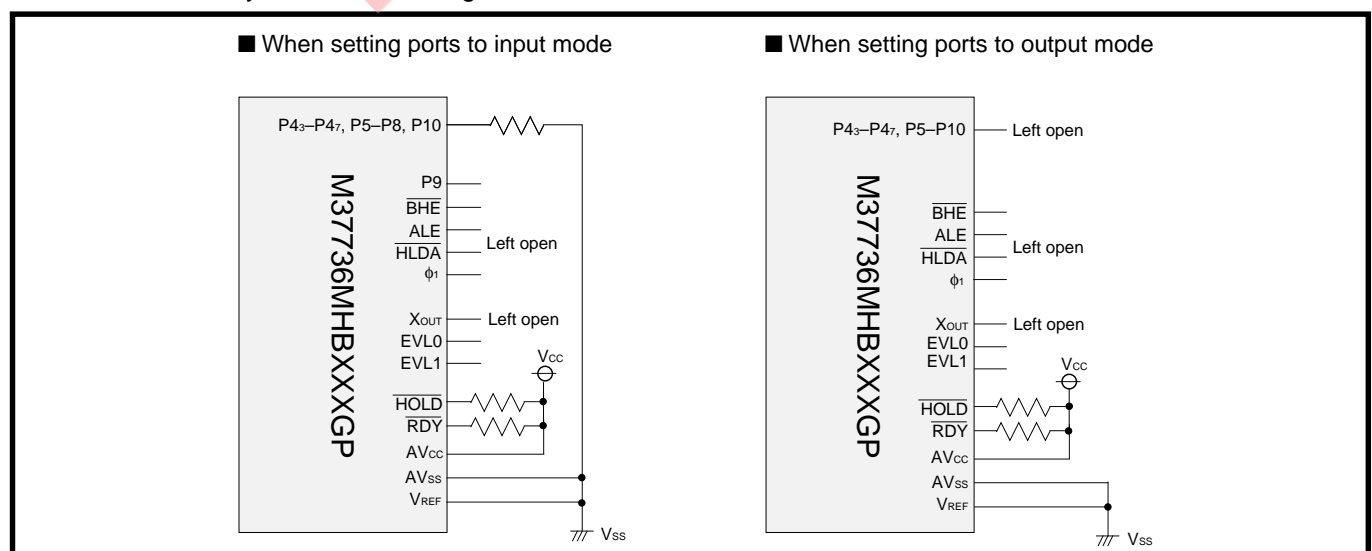 ■ When setting ports to input mode
P4₃–P4₇, P5–P8, P10
P9
BHE
ALE
HLDA
Left open
ϕ₁
XOUT
Left open
EVL0
EVL1
VCC
HOLD
RDY
AVCC
AVSS
VREF
VSS
M37736MHBXXXGP
■ When setting ports to output mode
P4₃–P4₇, P5–P10
Left open
BHE
ALE
HLDA
Left open
ϕ₁
XOUT
Left open
EVL0
EVL1
VCC
HOLD
RDY
AVCC
AVSS
VREF
VSS
M37736MHBXXXGP